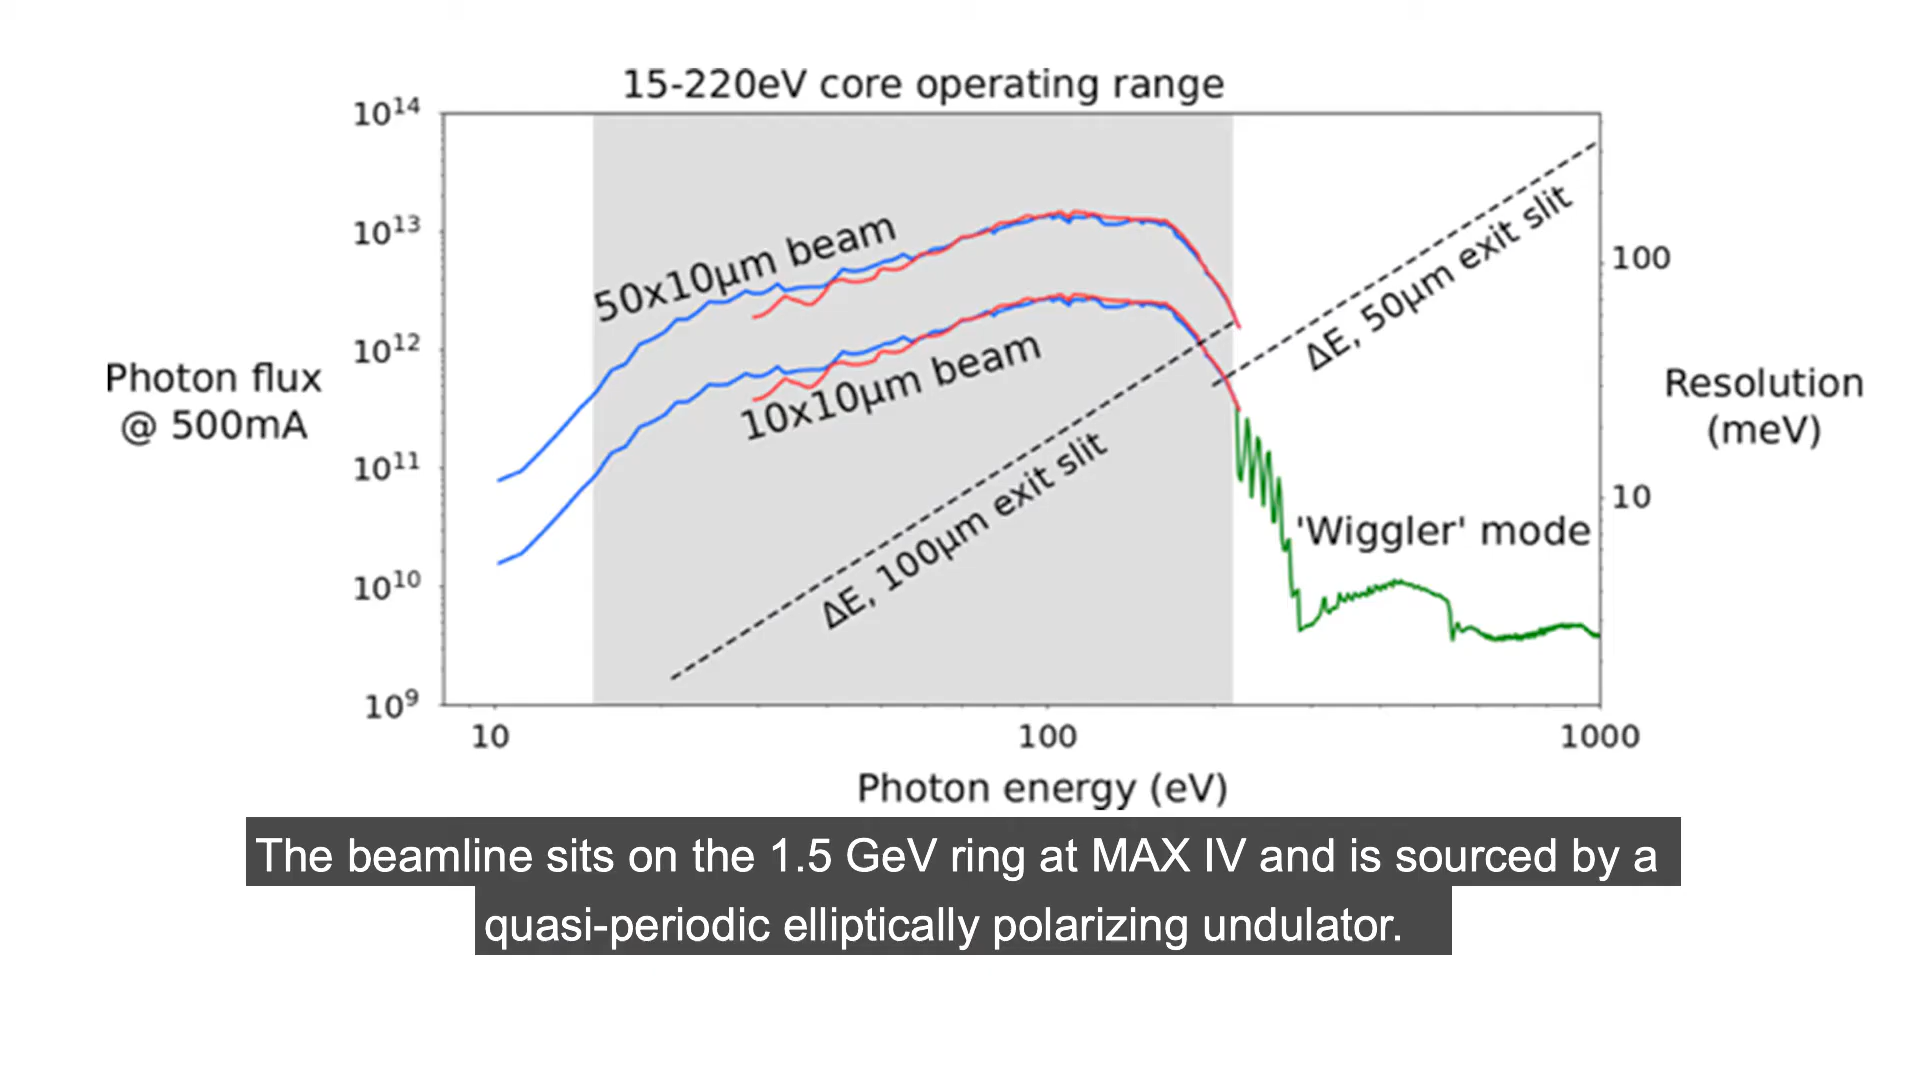 15-220eV core operating range
10¹⁴
10¹³
10¹²
10¹¹
10¹⁰
10⁹
Photon flux
@ 500mA
50x10μm beam
10x10μm beam
ΔE, 100μm exit slit
ΔE, 50μm exit slit
'Wiggler' mode
100
10
Resolution
(meV)
10
100
1000
Photon energy (eV)
The beamline sits on the 1.5 GeV ring at MAX IV and is sourced by a
quasi-periodic elliptically polarizing undulator.